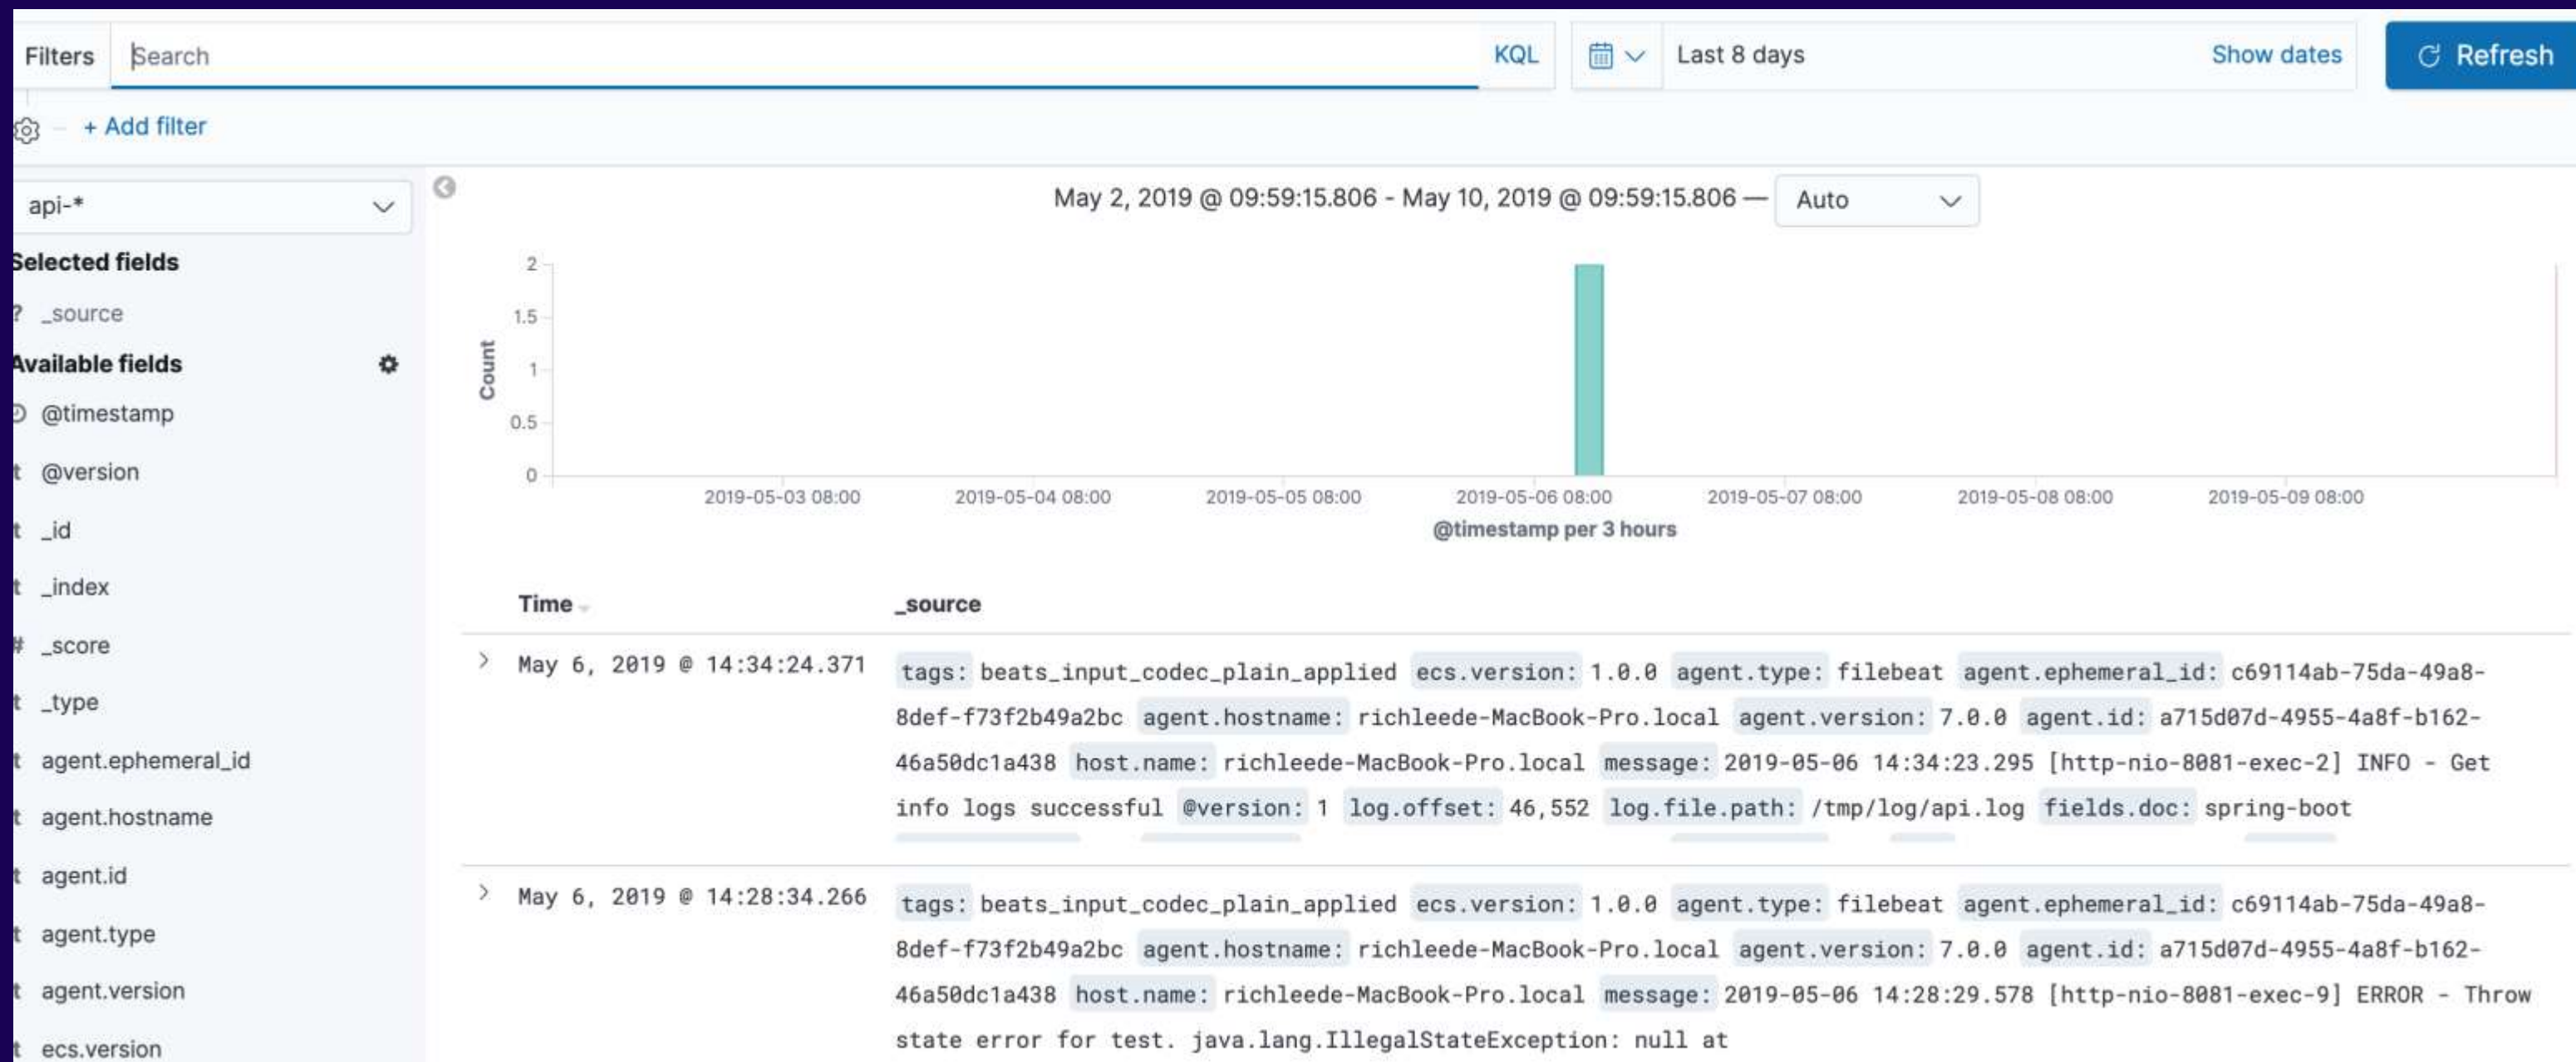 Filters Search KQL Last 8 days Show dates Refresh
+ Add filter
api-*
May 2, 2019 @ 09:59:15.806 - May 10, 2019 @ 09:59:15.806 — Auto
Selected fields
? _source
Available fields
@timestamp
t @version
t _id
t _index
# _score
t _type
t agent.ephemeral_id
t agent.hostname
t agent.id
t agent.type
t agent.version
t ecs.version
Count
2
1.5
1
0.5
0
2019-05-03 08:00 2019-05-04 08:00 2019-05-05 08:00 2019-05-06 08:00 2019-05-07 08:00 2019-05-08 08:00 2019-05-09 08:00
@timestamp per 3 hours
Time _source
May 6, 2019 @ 14:34:24.371 tags: beats_input_codec_plain_applied ecs.version: 1.0.0 agent.type: filebeat agent.ephemeral_id: c69114ab-75da-49a8-
8def-f73f2b49a2bc agent.hostname: richleede-MacBook-Pro.local agent.version: 7.0.0 agent.id: a715d07d-4955-4a8f-b162-
46a50dc1a438 host.name: richleede-MacBook-Pro.local message: 2019-05-06 14:34:23.295 [http-nio-8081-exec-2] INFO - Get
info logs successful @version: 1 log.offset: 46,552 log.file.path: /tmp/log/api.log fields.doc: spring-boot
May 6, 2019 @ 14:28:34.266 tags: beats_input_codec_plain_applied ecs.version: 1.0.0 agent.type: filebeat agent.ephemeral_id: c69114ab-75da-49a8-
8def-f73f2b49a2bc agent.hostname: richleede-MacBook-Pro.local agent.version: 7.0.0 agent.id: a715d07d-4955-4a8f-b162-
46a50dc1a438 host.name: richleede-MacBook-Pro.local message: 2019-05-06 14:28:29.578 [http-nio-8081-exec-9] ERROR - Throw
state error for test. java.lang.IllegalStateException: null at